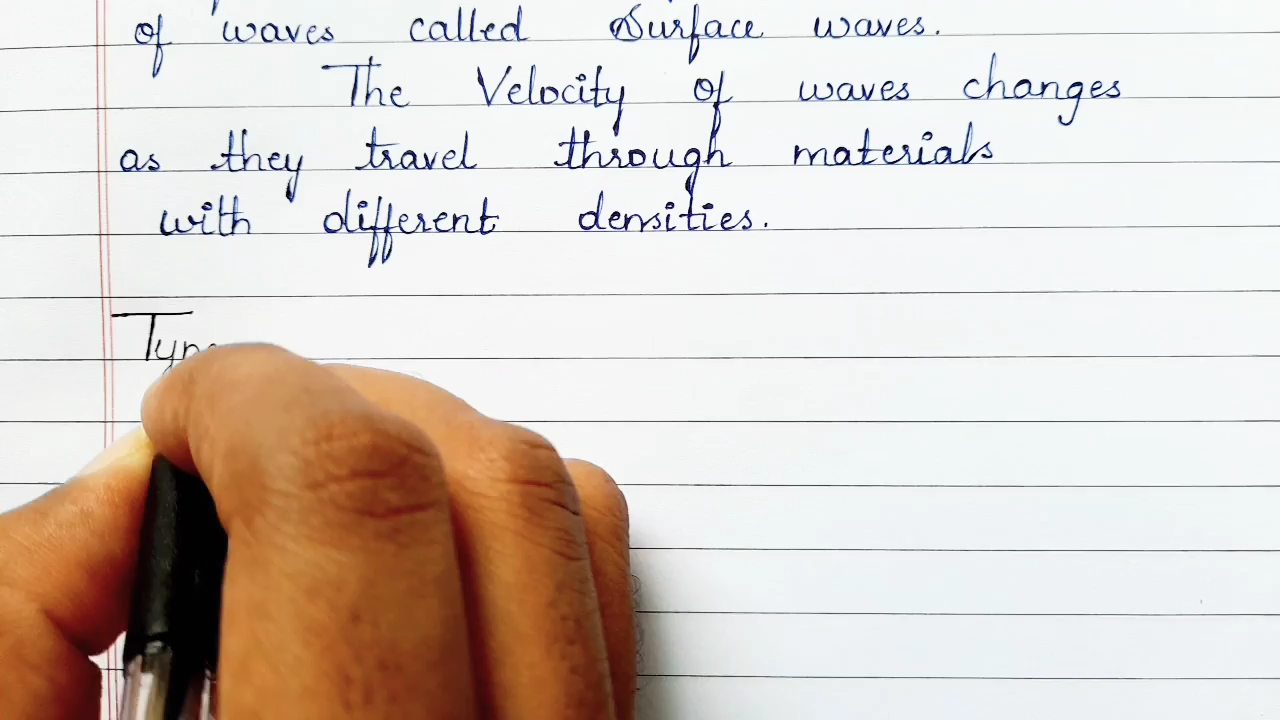 of waves called Surface waves.
The Velocity of waves changes
as they travel through materials
with different densities.
Typ